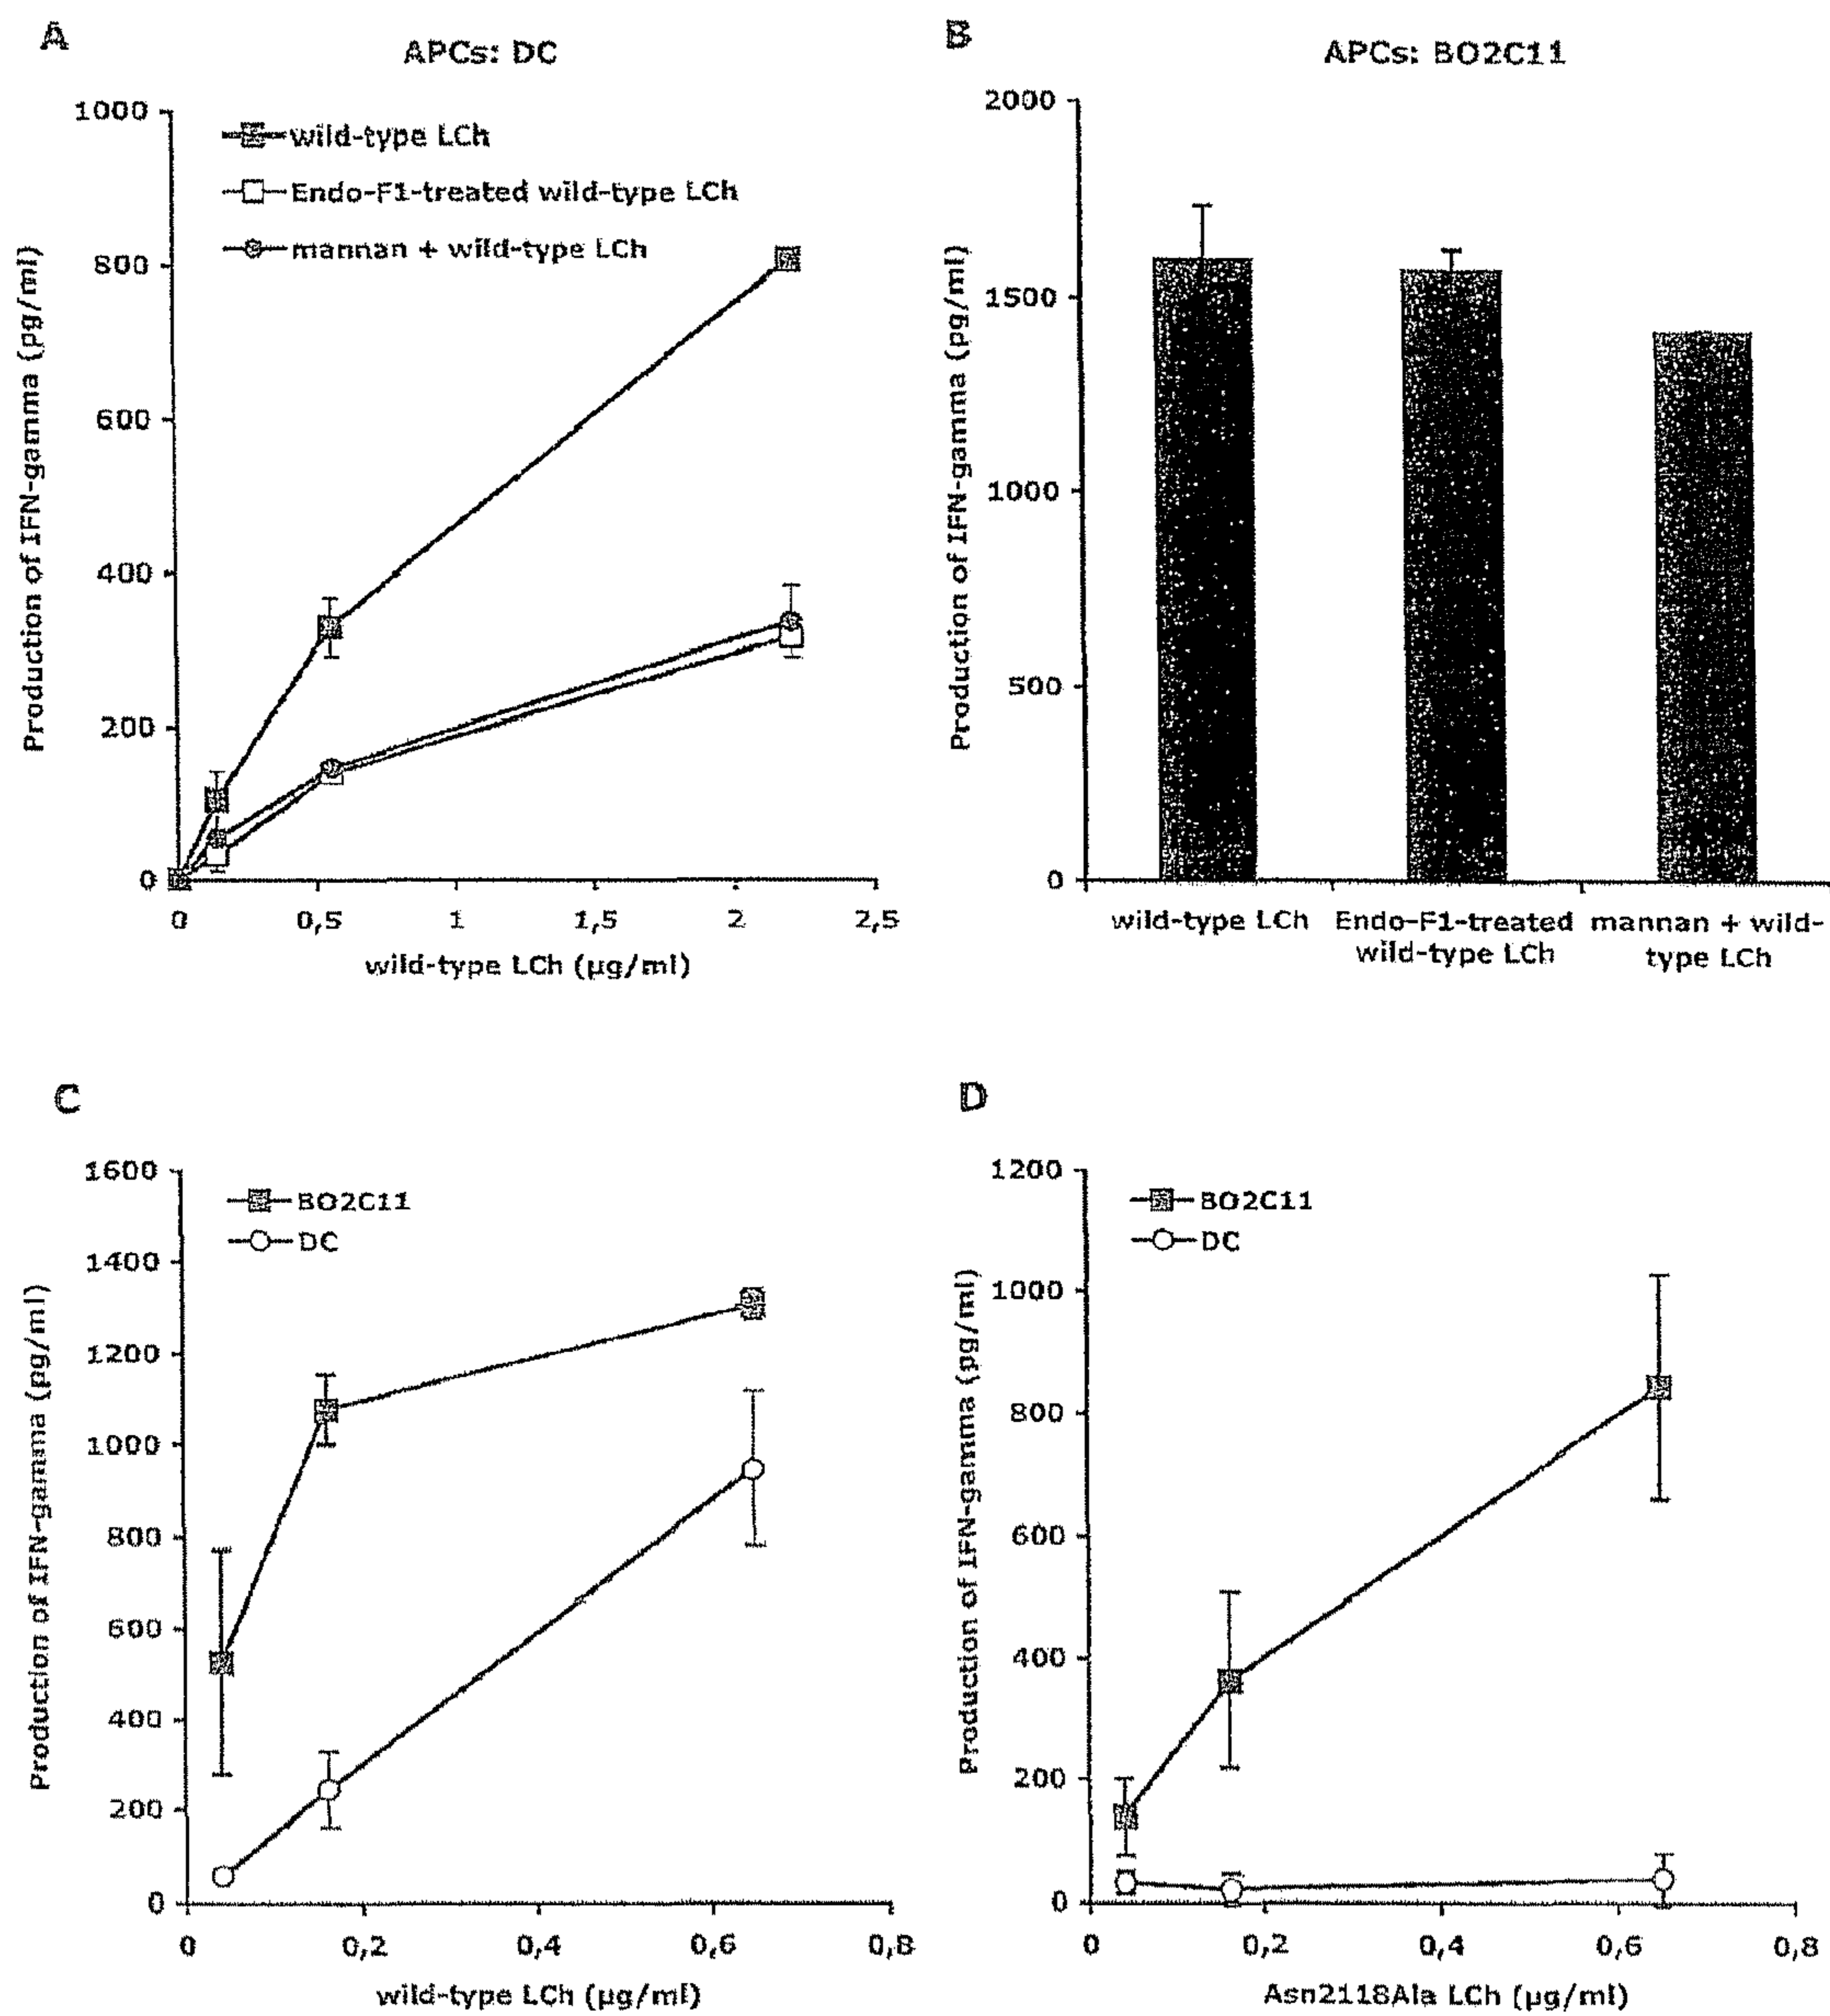 A
APCs: DC
Production of IFN-gamma (pg/ml)
1000
800
600
400
200
0
wild-type LCh
Endo-F1-treated wild-type LCh
mannan + wild-type LCh
0 0,5 1 1,5 2 2,5
wild-type LCh (µg/ml)
B
APCs: BO2C11
Production of IFN-gamma (pg/ml)
2000
1500
1000
500
0
wild-type LCh
Endo-F1-treated
wild-type LCh
mannan + wild-
type LCh
C
Production of IFN-gamma (pg/ml)
1600
1400
1200
1000
800
600
400
200
0
BO2C11
DC
0 0,2 0,4 0,6 0,8
wild-type LCh (µg/ml)
D
Production of IFN-gamma (pg/ml)
1200
1000
800
600
400
200
0
BO2C11
DC
0 0,2 0,4 0,6 0,8
Asn2118Ala LCh (µg/ml)